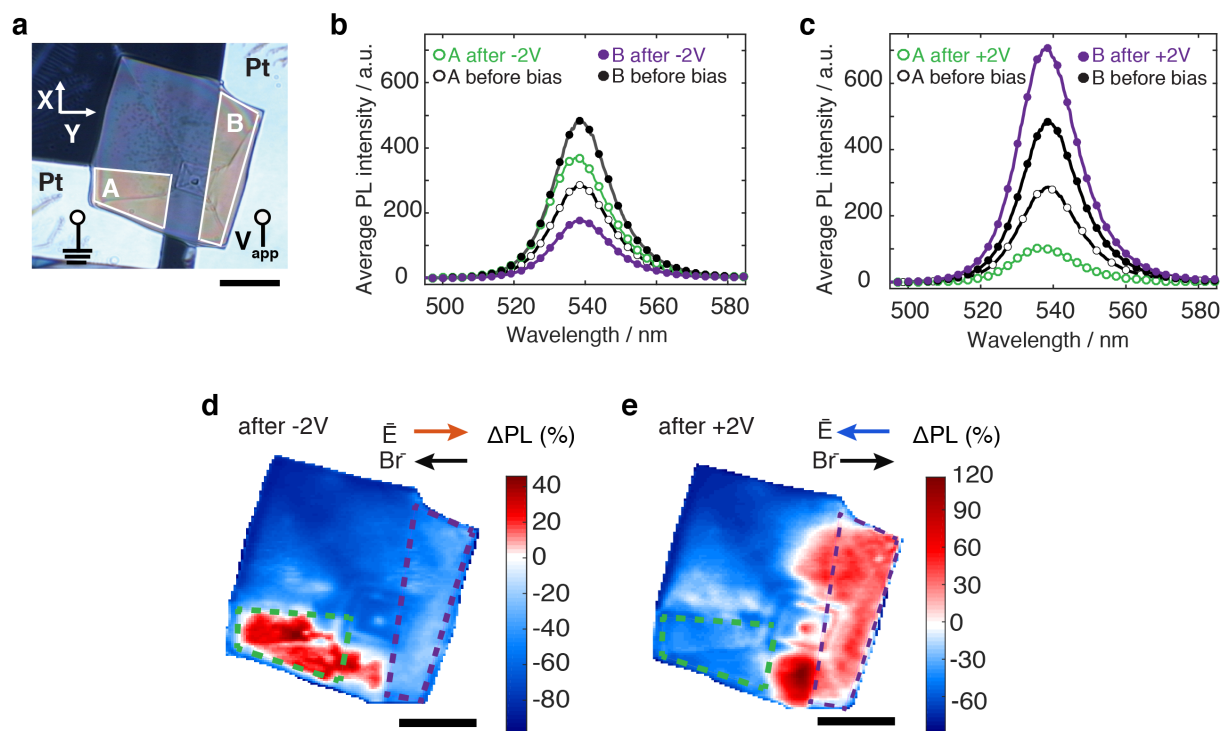 a
Pt
X
Y
B
A
Pt
V app
b
A after -2V
B after -2V
A before bias
B before bias
Average PL intensity / a.u.
600
400
200
0
500
520
540
560
580
Wavelength / nm
c
A after +2V
B after +2V
A before bias
B before bias
Average PL intensity / a.u.
600
400
200
0
500
520
540
560
580
Wavelength / nm
d
after -2V
Ē
Br-
ΔPL (%)
40
20
0
-20
-40
-60
-80
e
after +2V
Ē
Br-
ΔPL (%)
120
90
60
30
0
-30
-60